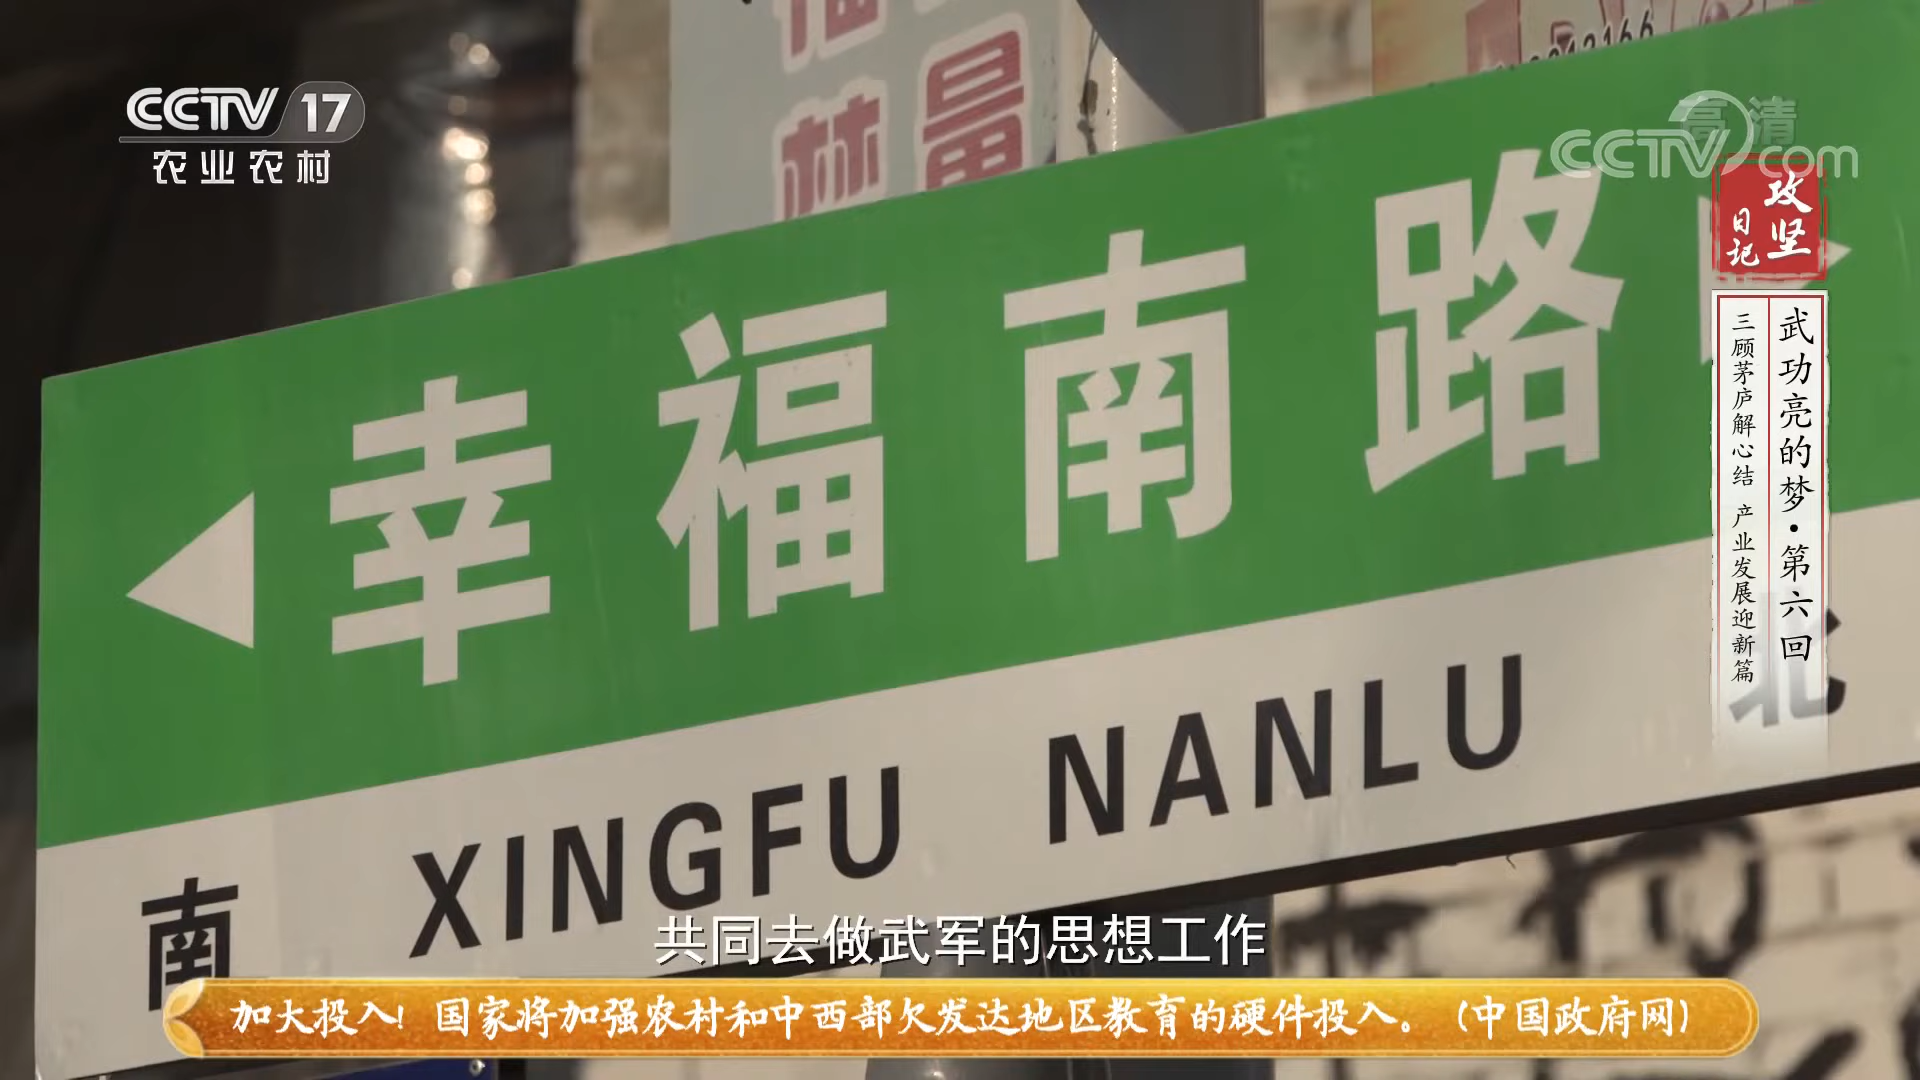 CCTV 17
农业农村
高清
CCTV.com
攻坚
日记
武功亮的梦·第六回
三顾茅庐解心结 产业发展迎新篇
幸福南路
南 XINGFU NANLU 北
共同去做武军的思想工作
加大投入！国家将加强农村和中西部欠发达地区教育的硬件投入。(中国政府网)